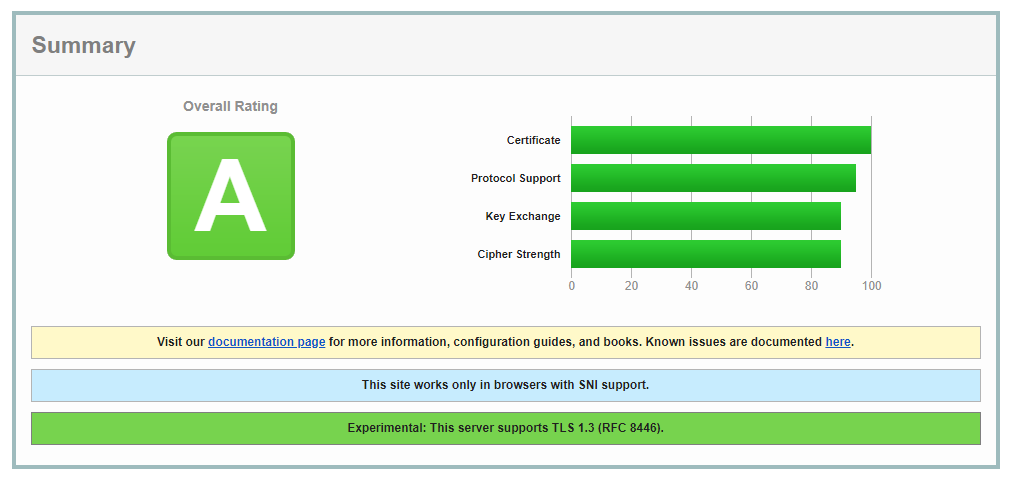 Summary
Overall Rating
A
Certificate
Protocol Support
Key Exchange
Cipher Strength
0 20 40 60 80 100
Visit our documentation page for more information, configuration guides, and books. Known issues are documented here.
This site works only in browsers with SNI support.
Experimental: This server supports TLS 1.3 (RFC 8446).